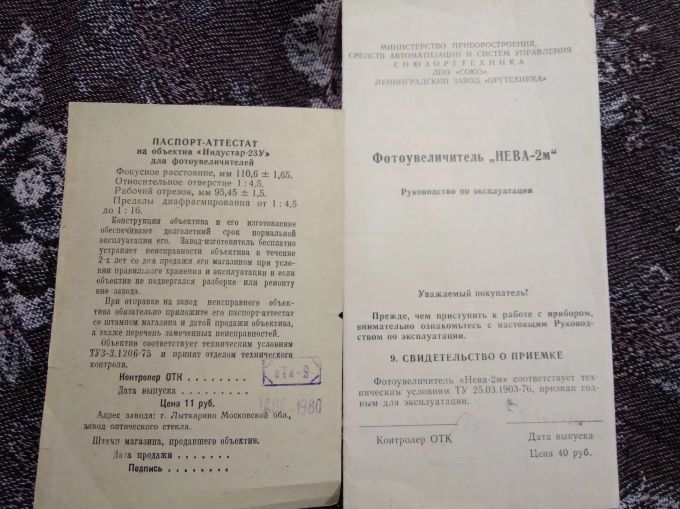 ПАСПОРТ-АТТЕСТАТ
на объектив «Индустар-23У»
для фотоувеличителей
Фокусное расстояние, мм 110,6 ± 1,65.
Относительное отверстие 1 : 4,5.
Рабочий отрезок, мм 95,45 ± 1,5.
Пределы диафрагмирования от 1 : 4,5
до 1 : 16.
Конструкция объектива и его изготовление
обеспечивают долголетний срок нормальной
эксплуатации его. Завод-изготовитель бесплатно
устраняет неисправности объектива в течение
2-х лет со дня продажи его магазином при усло-
вии правильного хранения и эксплуатации и если
объектив не подвергался разборке или ремонту
вне завода.
При отправке на завод неисправного объек-
тива обязательно приложите его паспорт-аттестат
со штампом магазина и датой продажи объектива,
а также перечень замеченных неисправностей.
Объектив соответствует техническим условиям
ТУ3-3.1206-75 и принят отделом технического
контроля.
Контролер ОТК . . . . . . . .
Дата выпуска . . . . . . . .
Цена 11 руб.
1980
Адрес завода: г. Лыткарино Московской обл.,
завод оптического стекла.
Штамп магазина, продавшего объектив.
Дата продажи . . . . . . .
Подпись . . . . . . . .
МИНИСТЕРСТВО ПРИБОРОСТРОЕНИЯ,
СРЕДСТВ АВТОМАТИЗАЦИИ И СИСТЕМ УПРАВЛЕНИЯ
СОЮЗОРГТЕХНИКА
ЛПО «СОЮЗ»
ЛЕНИНГРАДСКИЙ ЗАВОД «ОРГТЕХНИКА»
Фотоувеличитель „НЕВА-2м“
Руководство по эксплуатации
Уважаемый покупатель!
Прежде, чем приступить к работе с прибором,
внимательно ознакомьтесь с настоящим Руковод-
ством по эксплуатации.
9. СВИДЕТЕЛЬСТВО О ПРИЕМКЕ
Фотоувеличитель «Нева-2м» соответствует тех-
ническим условиям ТУ 25.03.1903-76, признан год-
ным для эксплуатации.
Контролер ОТК Дата выпуска
Цена 40 руб.